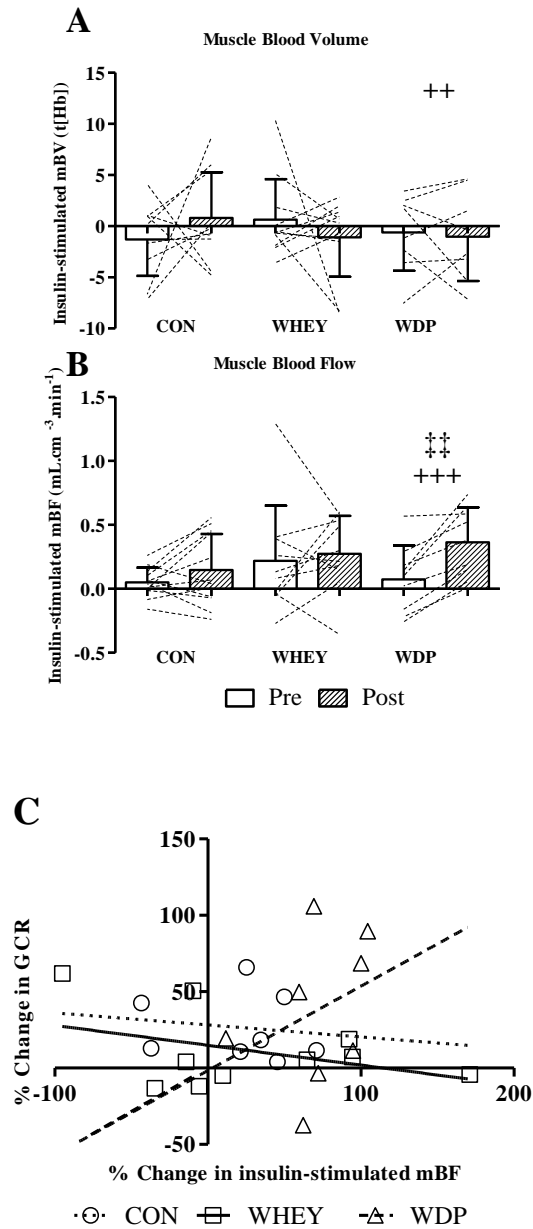 A
Muscle Blood Volume
Insulin-stimulated mBV (t[Hb])
15
10
5
0
-5
-10
++
CON WHEY WDP
B
Muscle Blood Flow
Insulin-stimulated mBF (mL.cm⁻³.min⁻¹)
1.5
1.0
0.5
0.0
-0.5
‡‡
+++
CON WHEY WDP
Pre Post
C
% Change in GCR
150
100
50
-50
-100 100 200
% Change in insulin-stimulated mBF
CON WHEY WDP